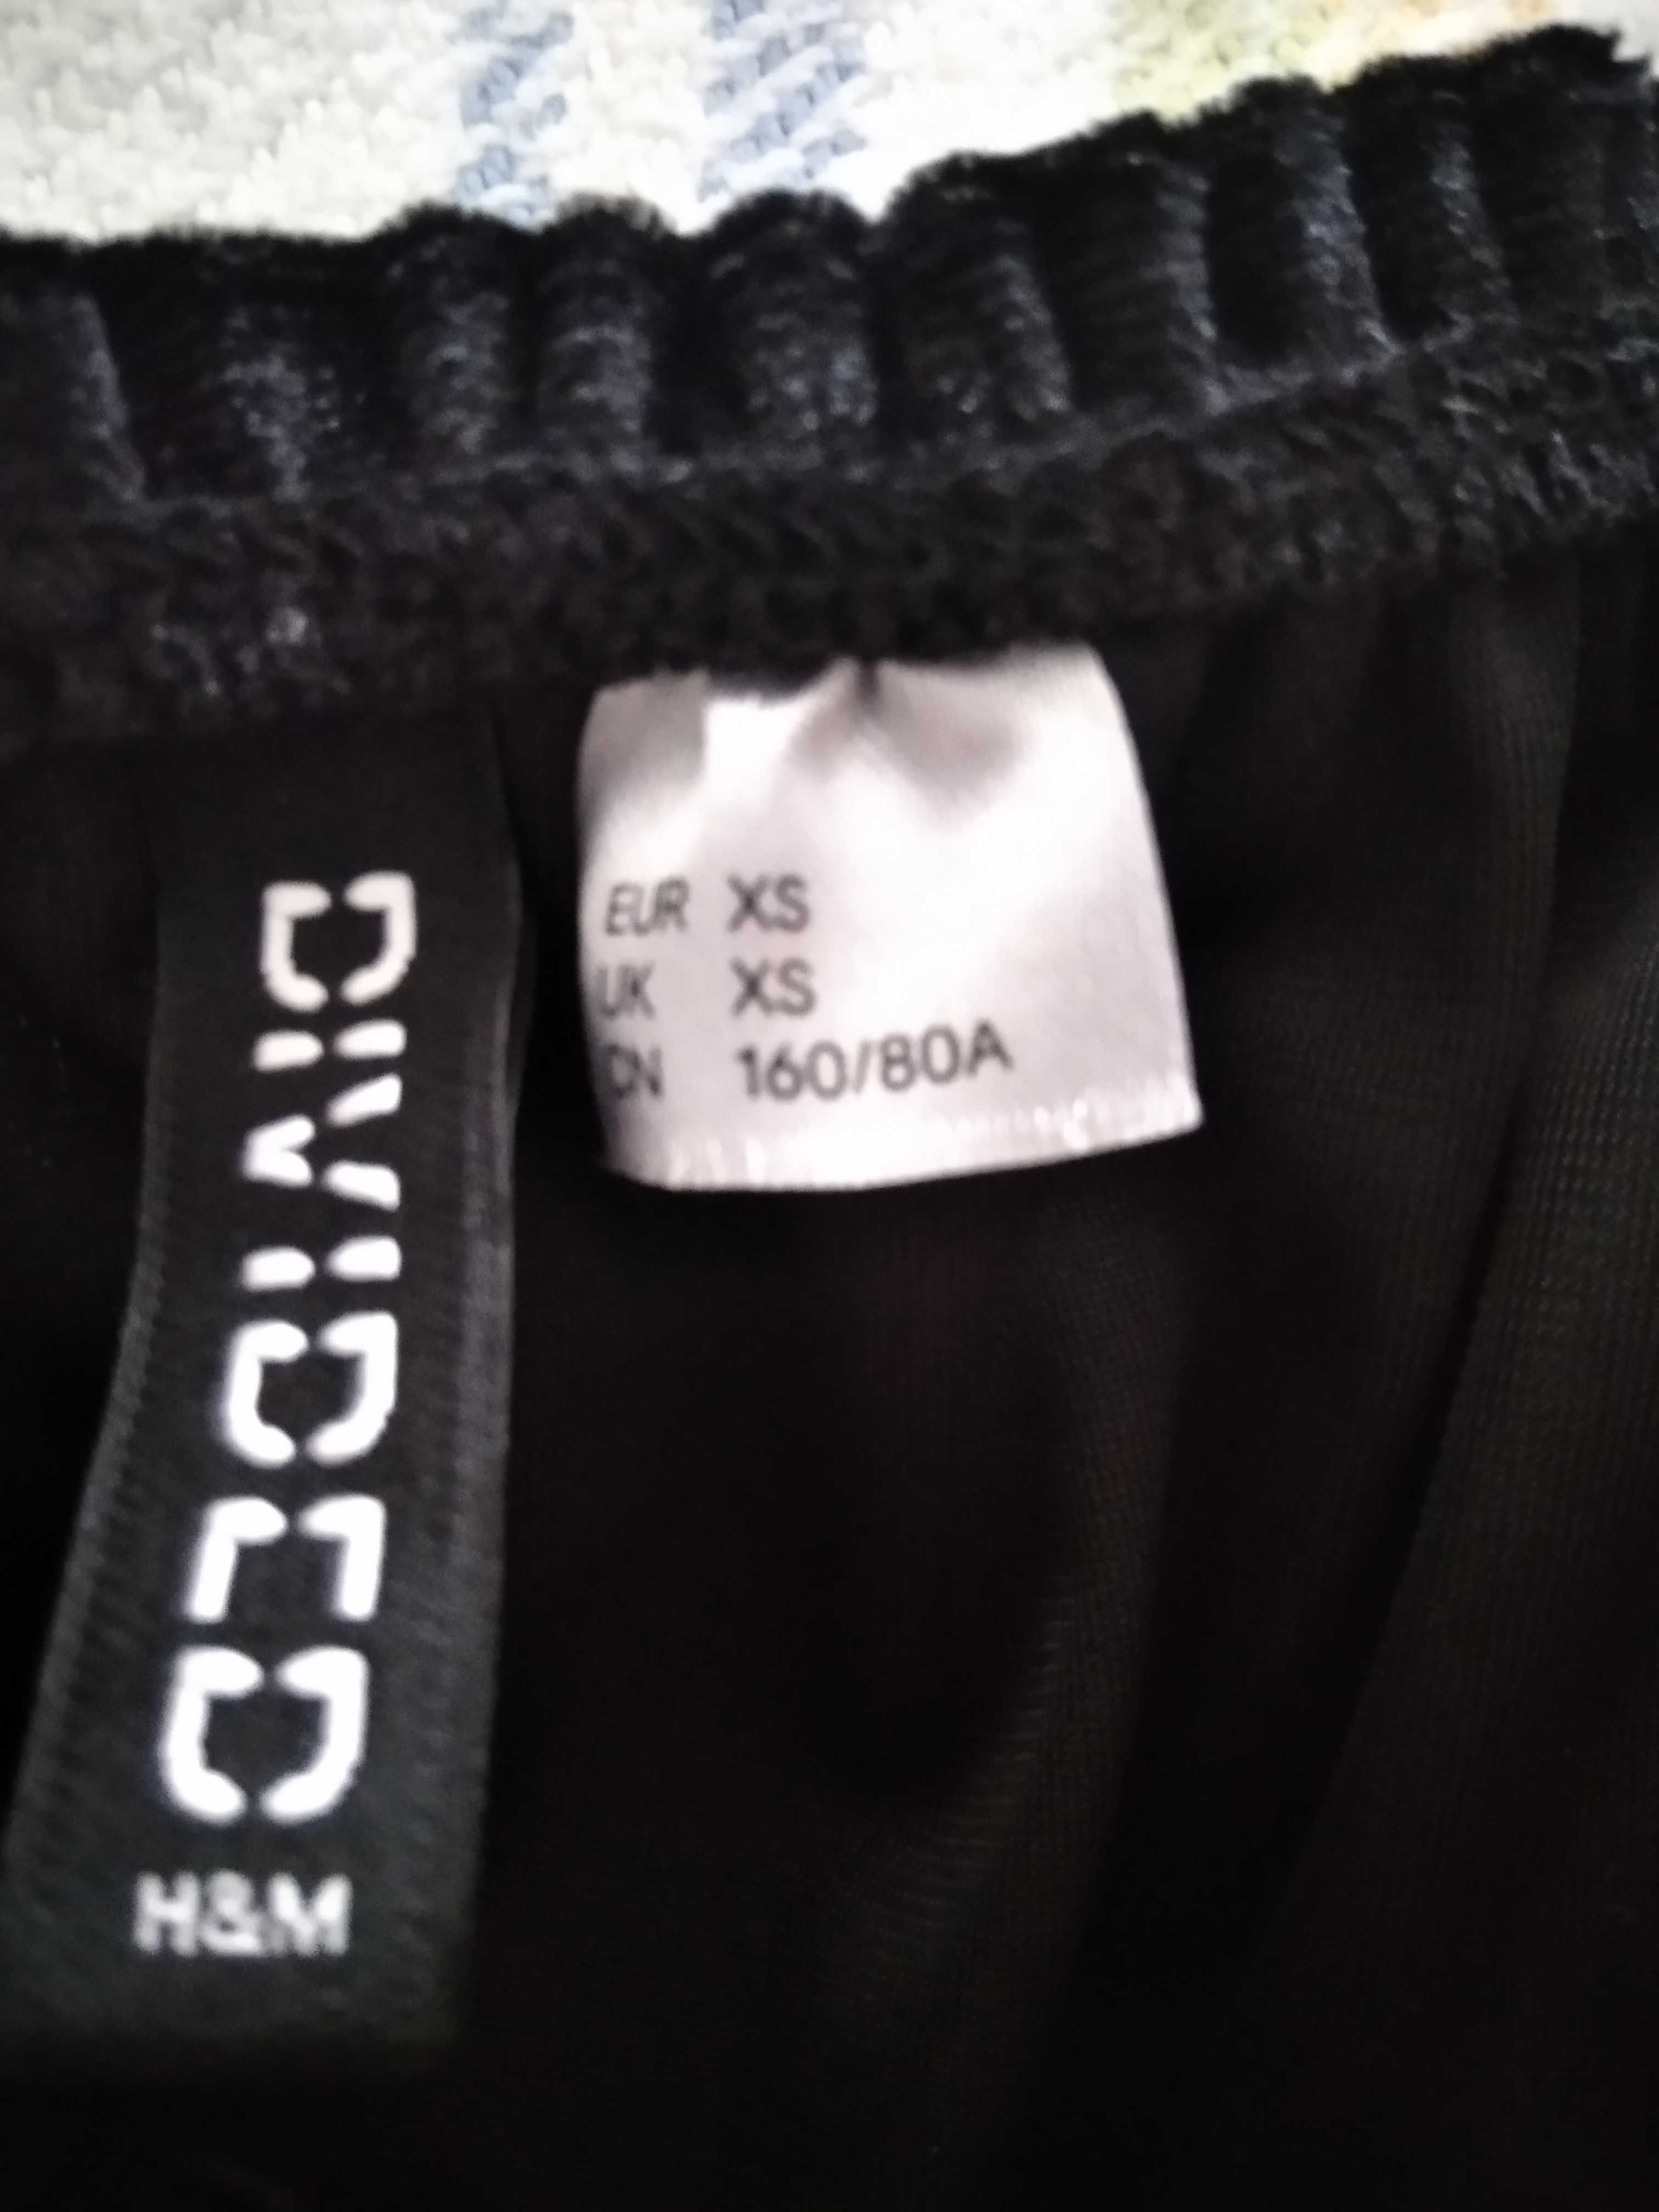 DIVIDED
H&M
EUR XS
UK XS
CN 160/80A